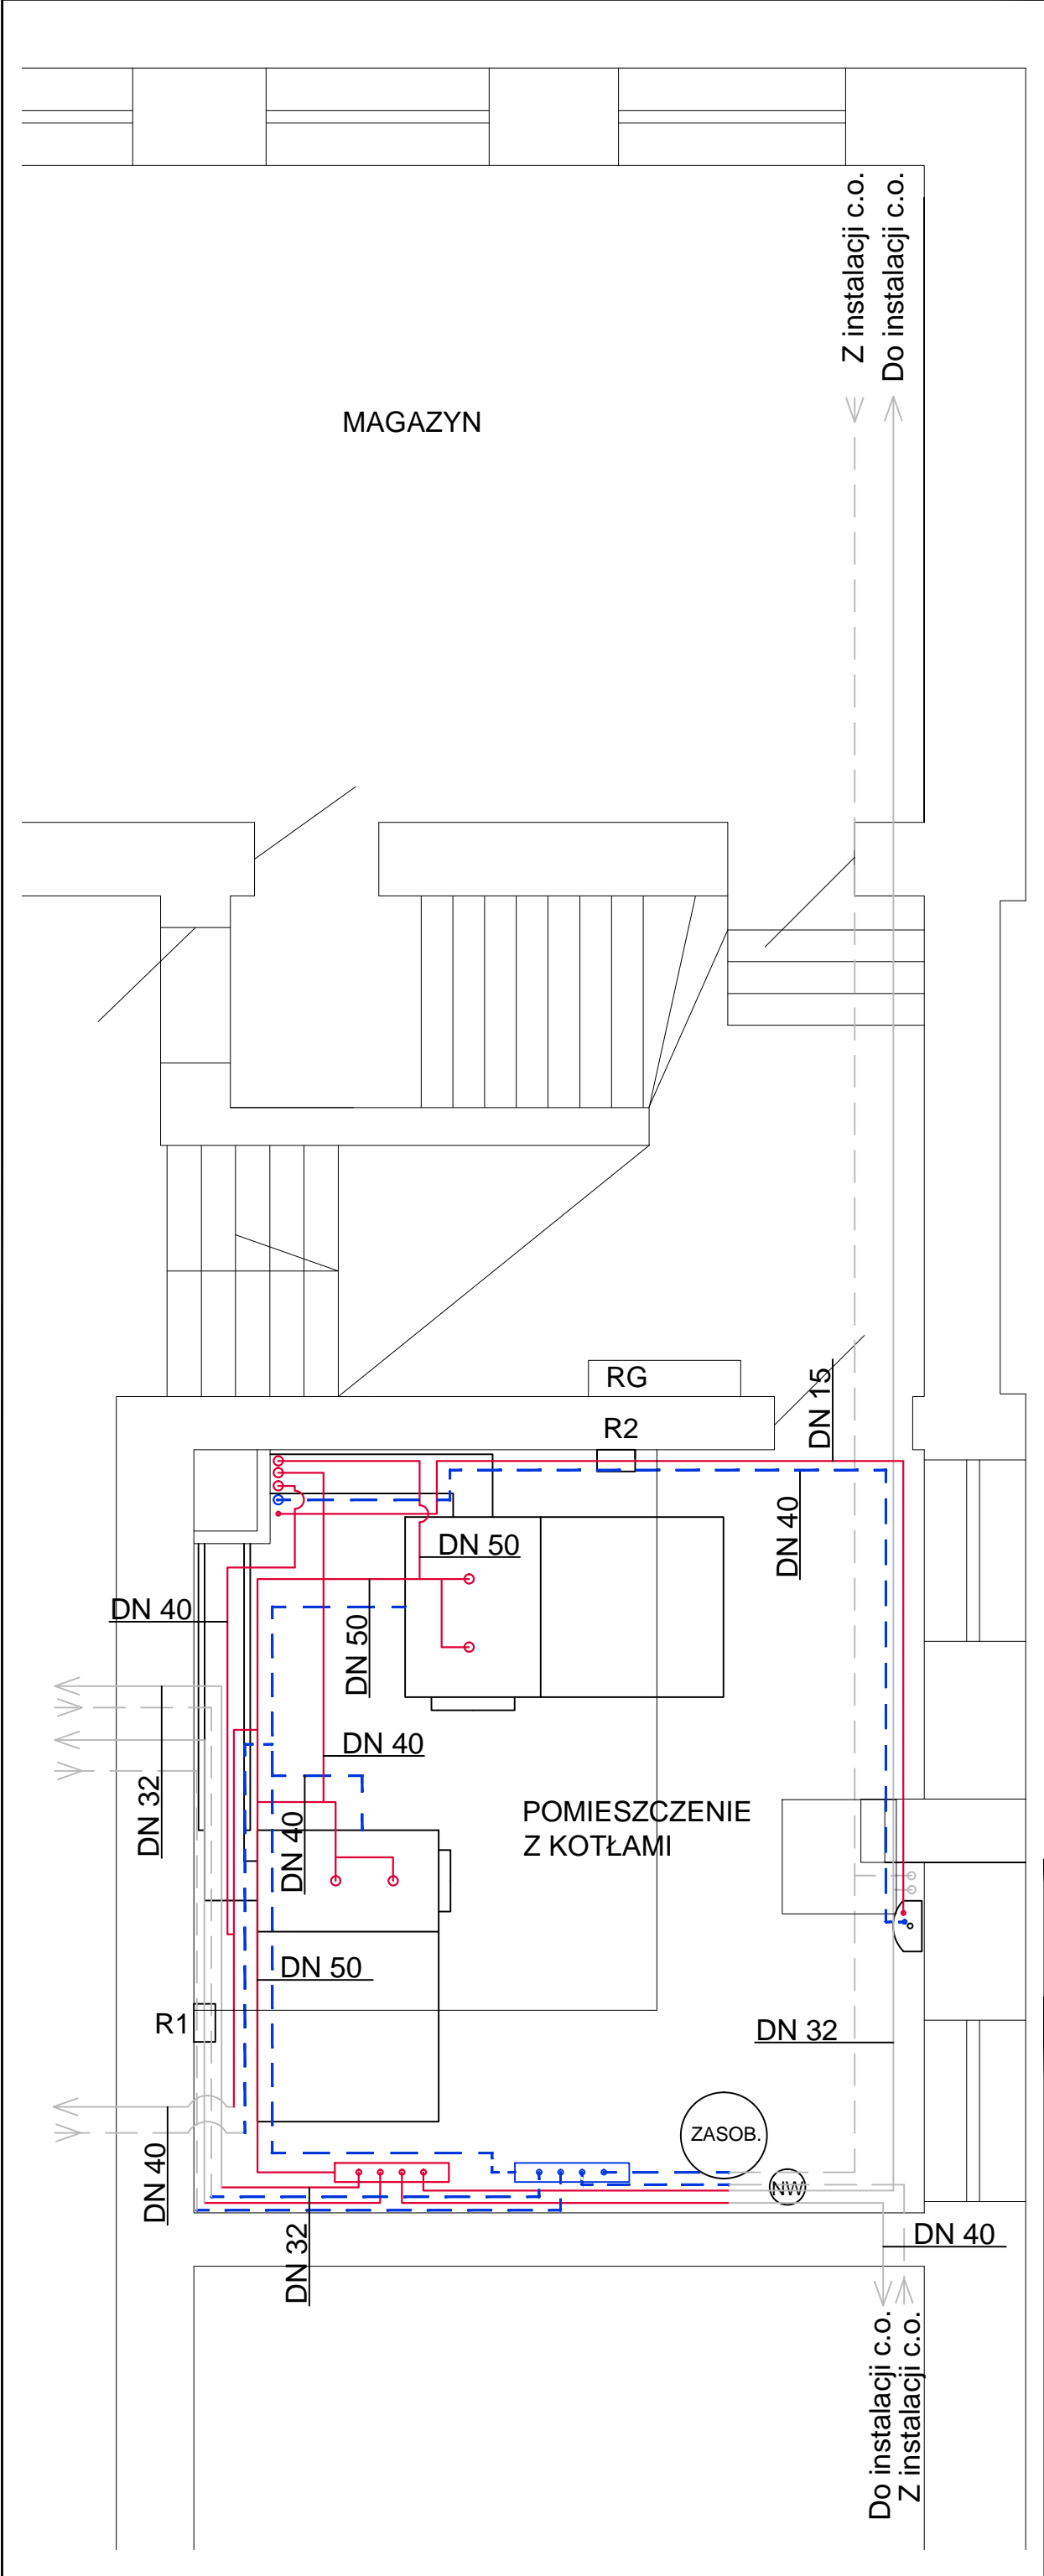 Z instalacji c.o.
Do instalacji c.o.
MAGAZYN
RG
DN 15
R2
DN 40
DN 50
DN 40
DN 50
DN 40
DN 32
DN 40
POMIESZCZENIE
Z KOTŁAMI
DN 50
R1
DN 32
ZASOB.
DN 40
NW
DN 32
DN 40
Do instalacji c.o.
Z instalacji c.o.